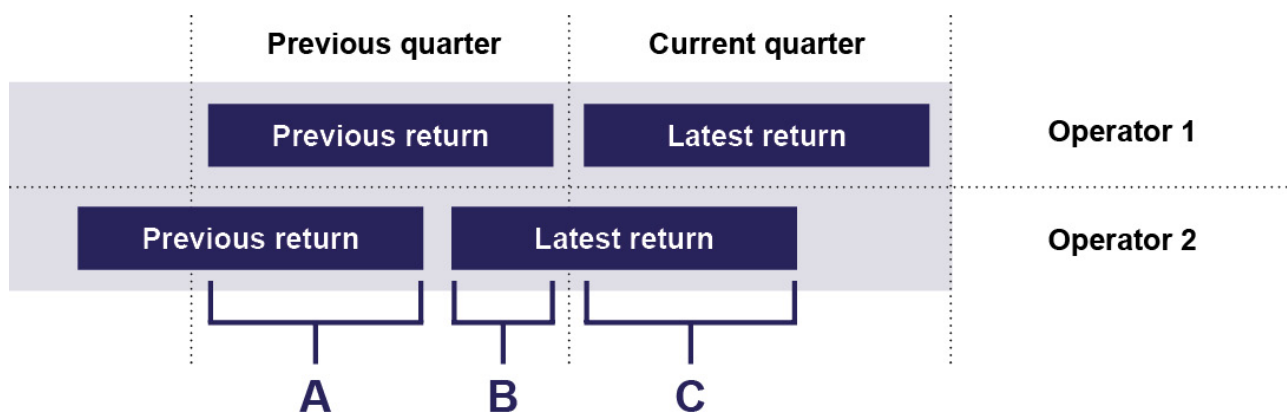 Previous quarter Current quarter
Previous return Latest return Operator 1
Previous return Latest return Operator 2
A B C